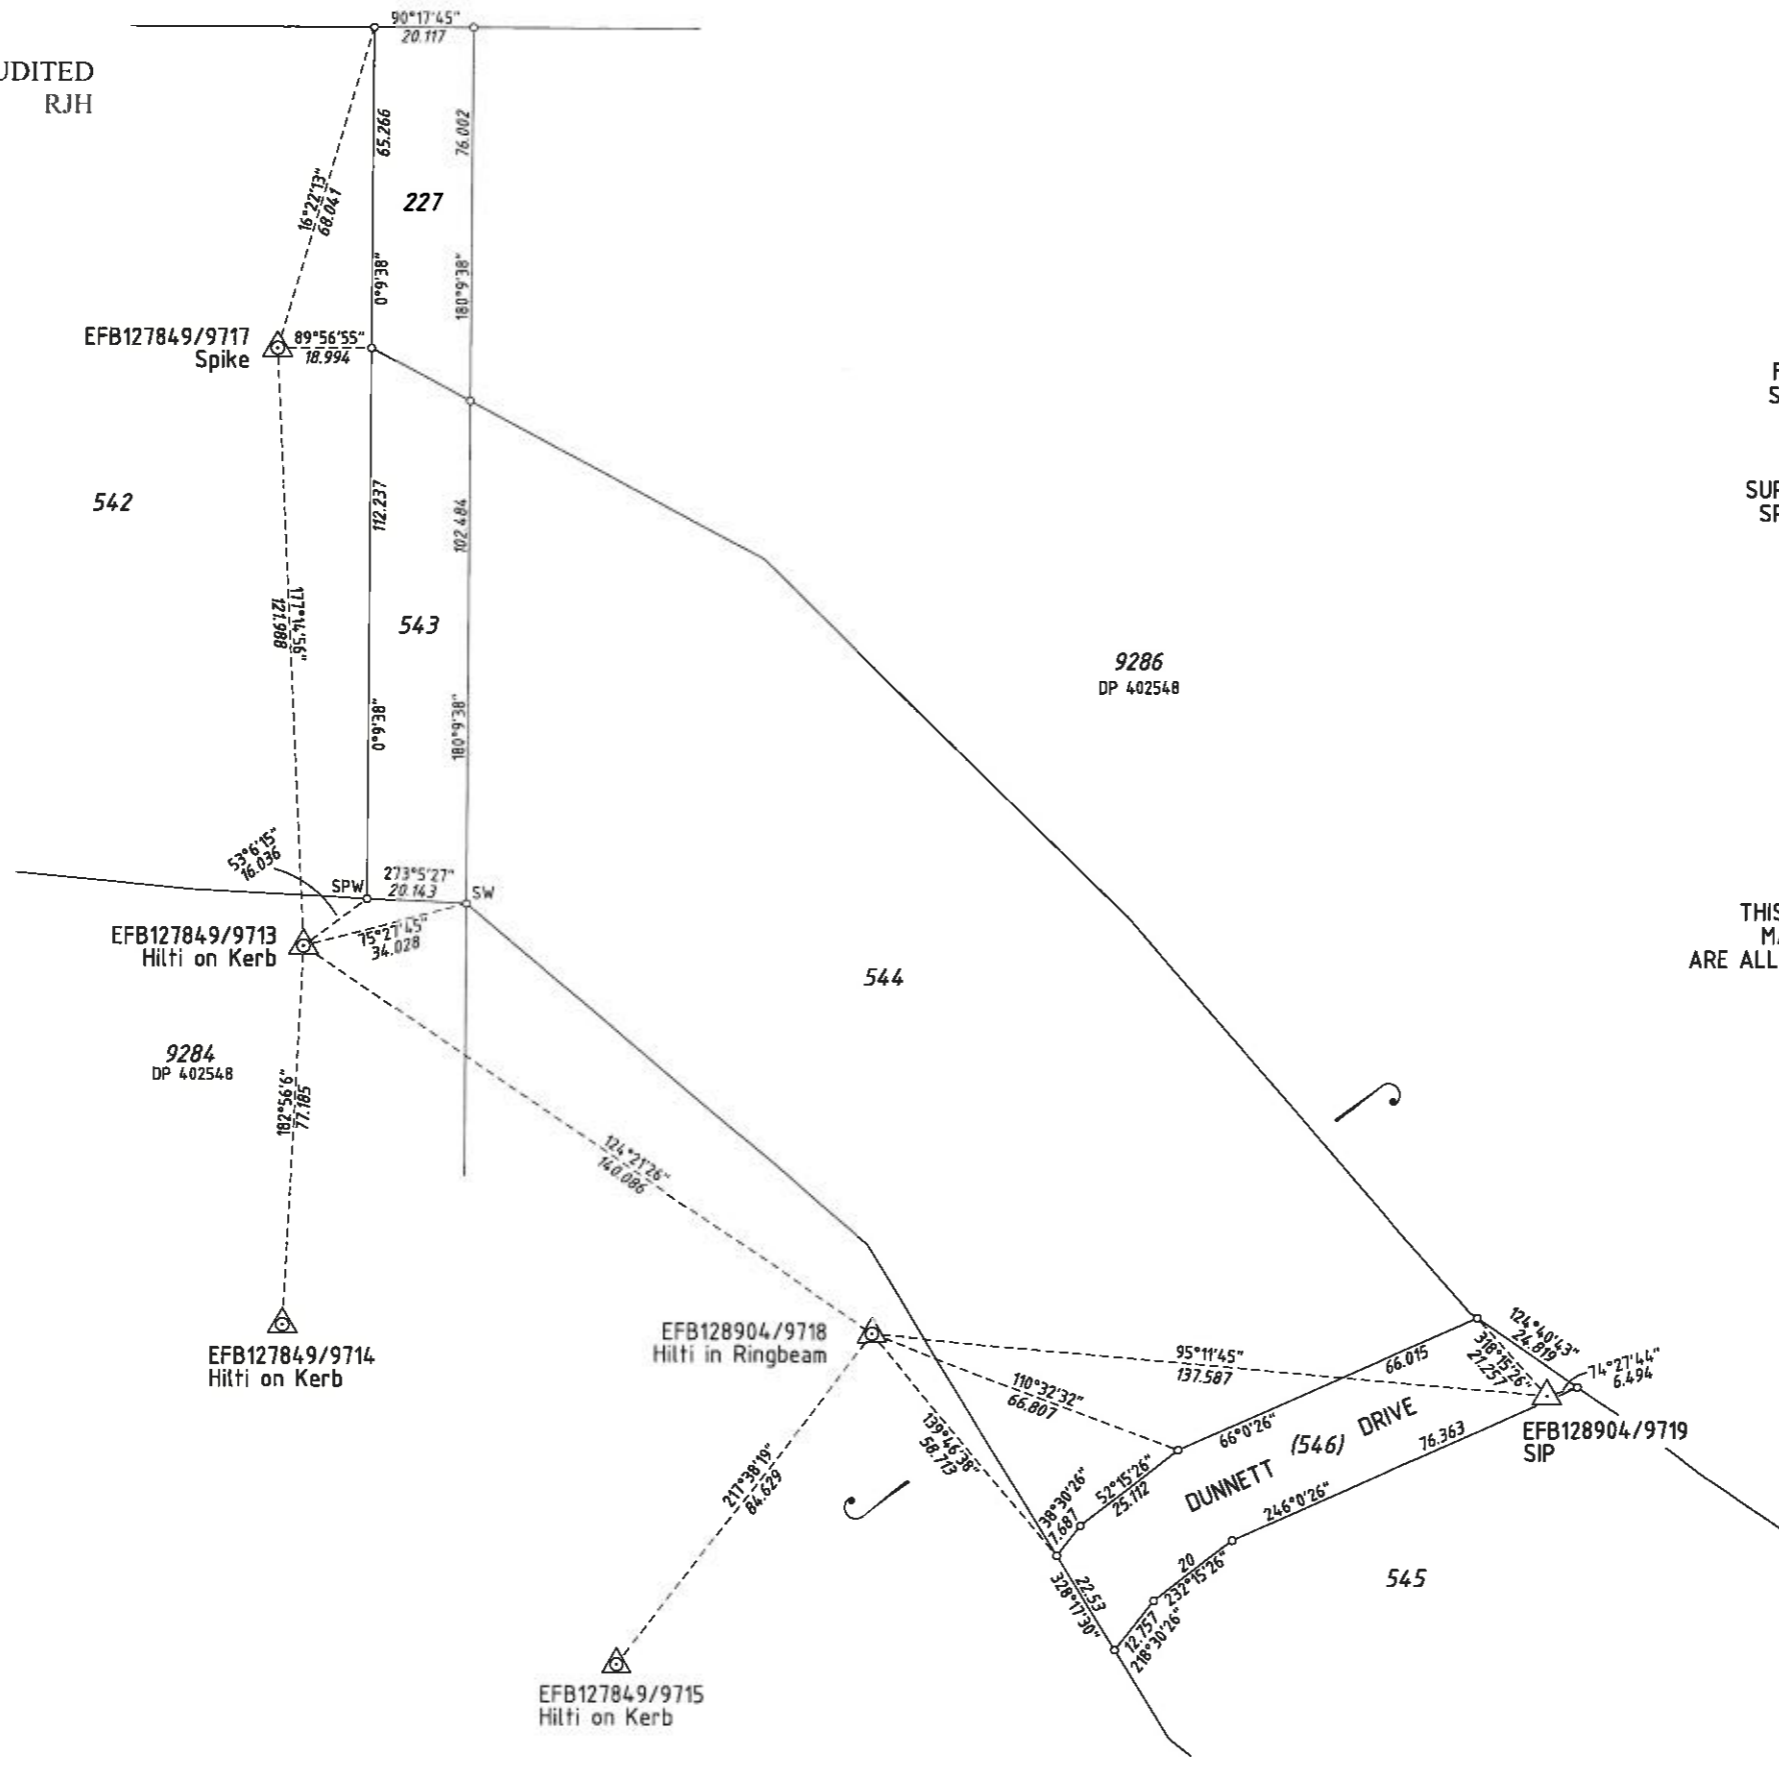 90°17'45"
20.117
UDITED
RJH
65.266
76.002
16°22'13"
68.041
227
0°9'38"
180°9'38"
EFB127849/9717
Spike
89°56'55"
18.994
542
112.237
102.484
177°14'56"
121.988
543
9286
DP 402548
0°9'38"
180°9'38"
53°6'15"
16.036
SPW
273°5'27"
20.143
SW
EFB127849/9713
Hilti on Kerb
75°27'45"
34.028
SUR
THIS
ARE ALL
544
9284
DP 402548
182°56'6"
77.185
124°21'26"
140.086
EFB127849/9714
Hilti on Kerb
EFB128904/9718
Hilti in Ringbeam
95°11'45"
137.587
110°32'32"
66.807
139°46'38"
58.713
66.015
66°0'26"
124°40'43"
24.819
318°15'26"
21.257
74°27'44"
6.494
EFB128904/9719
SIP
DUNNETT (546) DRIVE
76.363
246°0'26"
217°38'19"
84.629
38°30'26"
7.687
52°15'26"
25.112
20
232°15'26"
545
22.53
328°17'30"
12.757
218°30'26"
EFB127849/9715
Hilti on Kerb